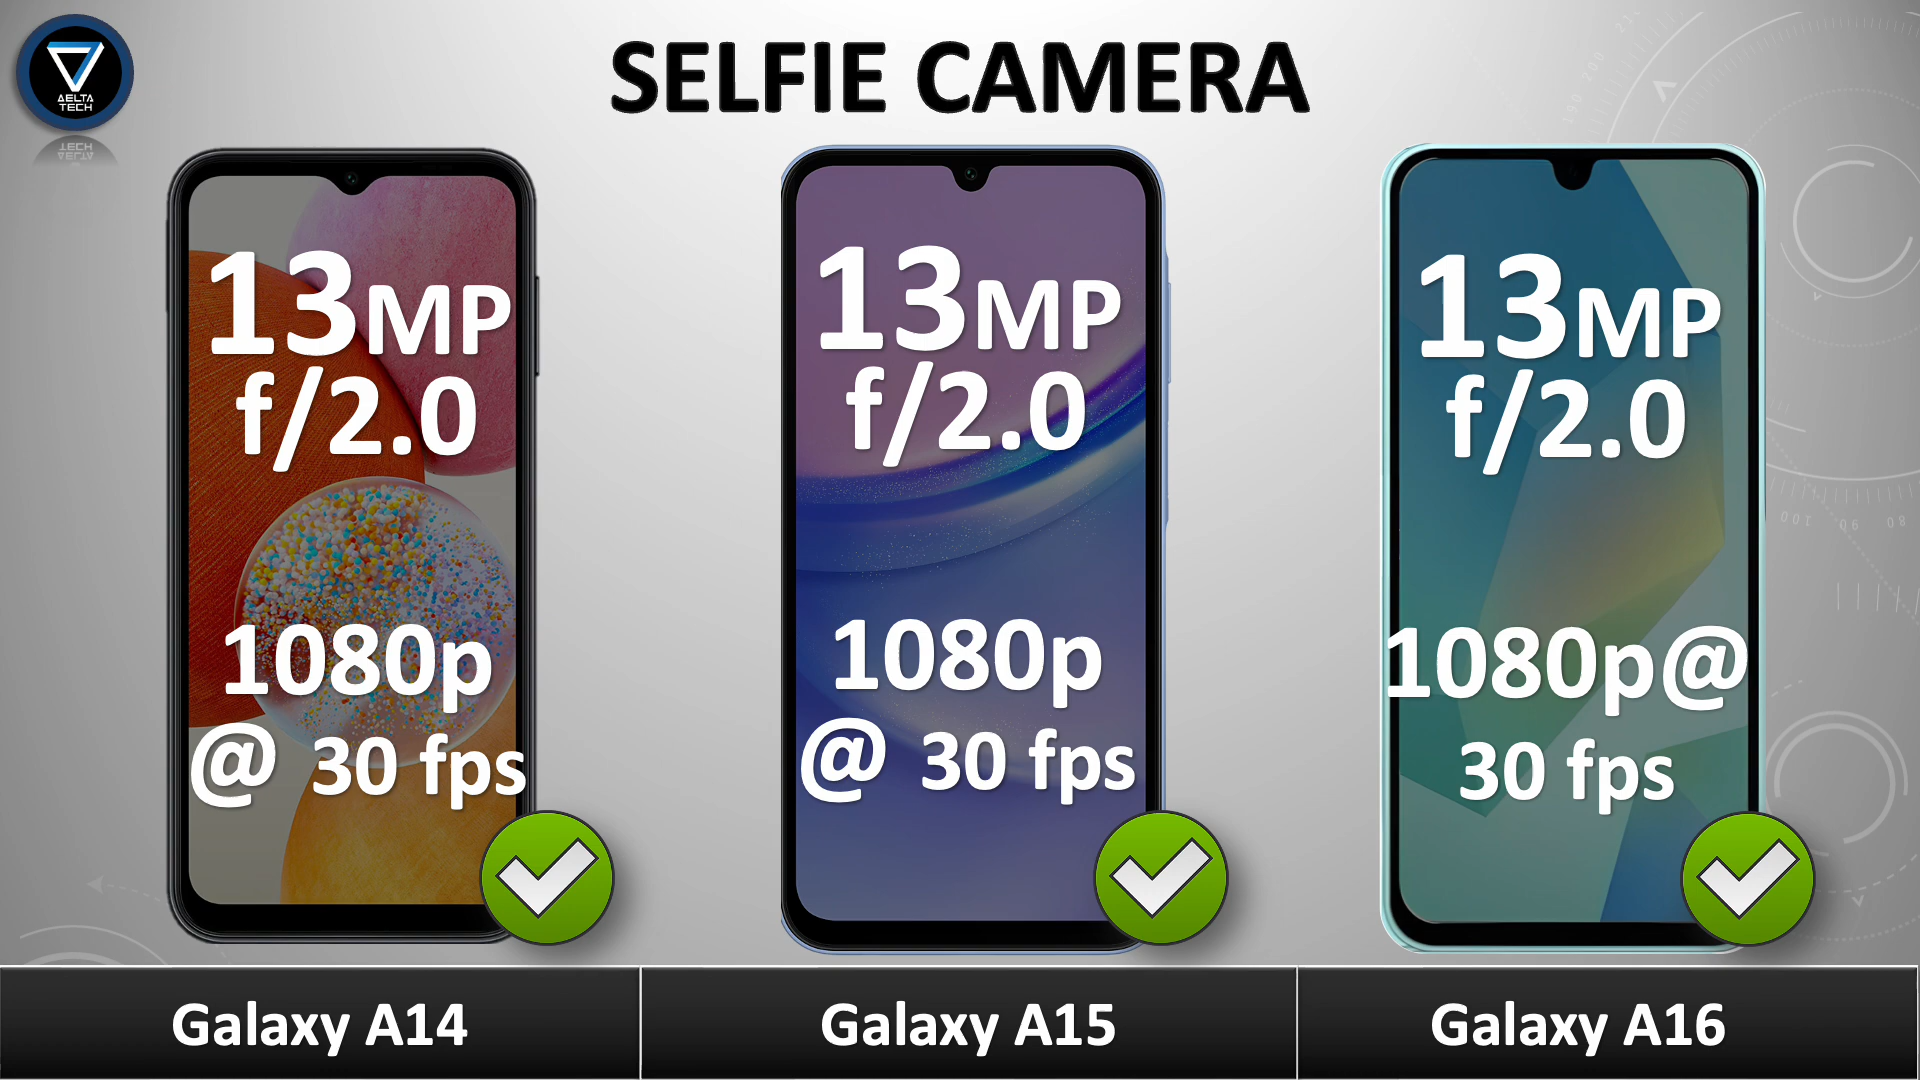 ΔELTA
TECH
SELFIE CAMERA
13MP
f/2.0
1080p
@ 30 fps
13MP
f/2.0
1080p
@ 30 fps
13MP
f/2.0
1080p@
30 fps
Galaxy A14
Galaxy A15
Galaxy A16